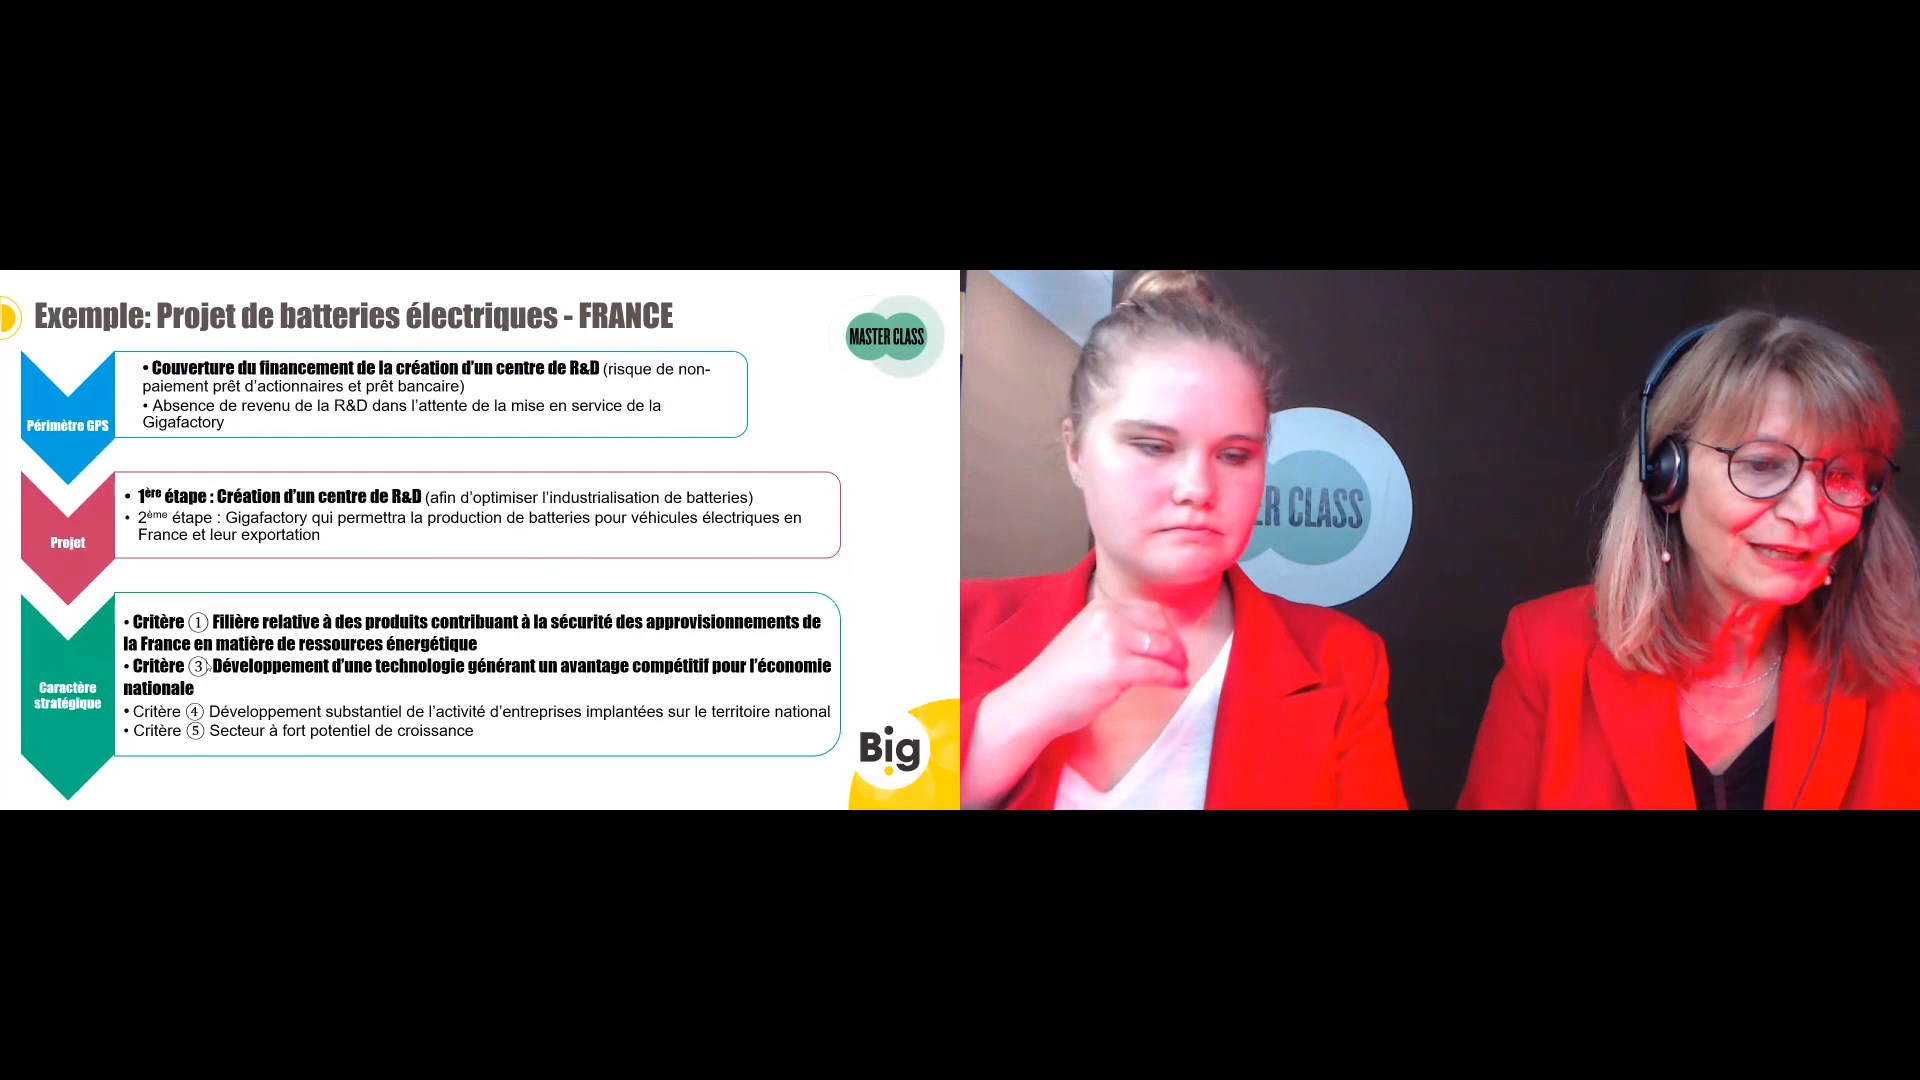 Exemple: Projet de batteries électriques - FRANCE
MASTER CLASS
Périmètre GPS
• Couverture du financement de la création d'un centre de R&D (risque de non-
paiement prêt d'actionnaires et prêt bancaire)
• Absence de revenu de la R&D dans l'attente de la mise en service de la
Gigafactory
Projet
• 1ère étape : Création d'un centre de R&D (afin d'optimiser l'industrialisation de batteries)
• 2ème étape : Gigafactory qui permettra la production de batteries pour véhicules électriques en
France et leur exportation
Caractère
stratégique
• Critère ① Filière relative à des produits contribuant à la sécurité des approvisionnements de
la France en matière de ressources énergétique
• Critère ③ Développement d'une technologie générant un avantage compétitif pour l'économie
nationale
• Critère ④ Développement substantiel de l'activité d'entreprises implantées sur le territoire national
• Critère ⑤ Secteur à fort potentiel de croissance
Big
ER CLASS